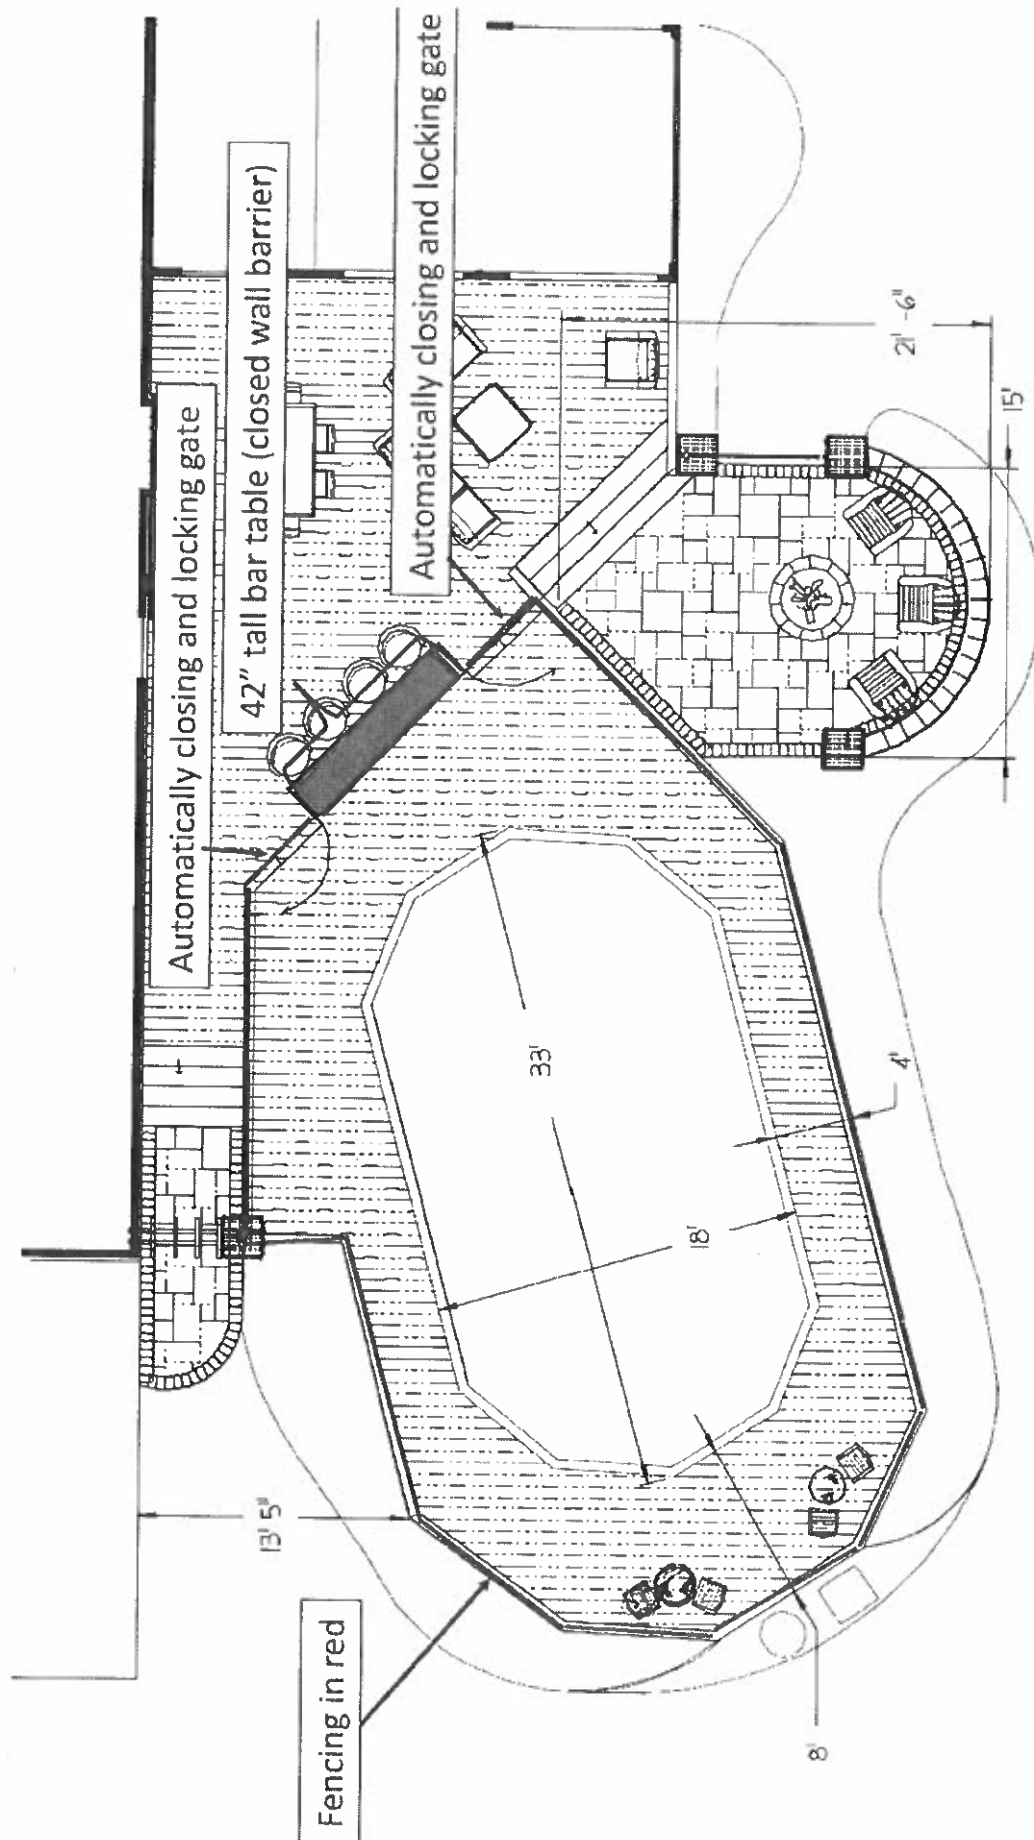 Automatically closing and locking gate
42" tall bar table (closed wall barrier)
Automatically closing and locking gate
Fencing in red
13' 5"
33'
18'
4'
8'
21' -6"
15'